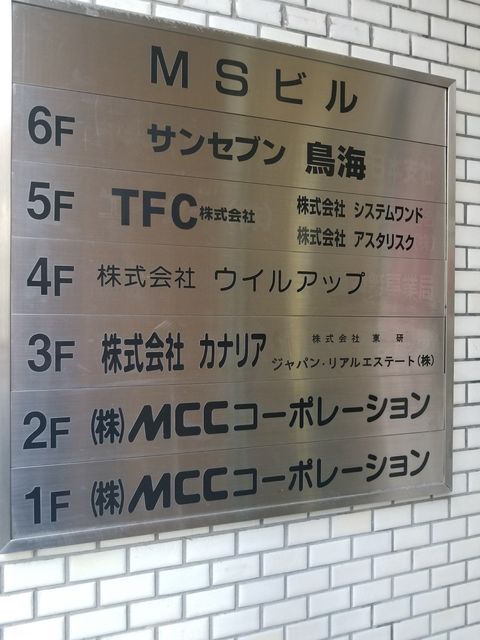 MSビル
6F サンセブン 鳥海
5F TFC株式会社 株式会社 システムワンド
株式会社 アスタリスク
4F 株式会社 ウイルアップ
3F 株式会社 カナリア 株式会社 東研
ジャパン・リアルエステート(株)
2F (株)MCCコーポレーション
1F (株)MCCコーポレーション